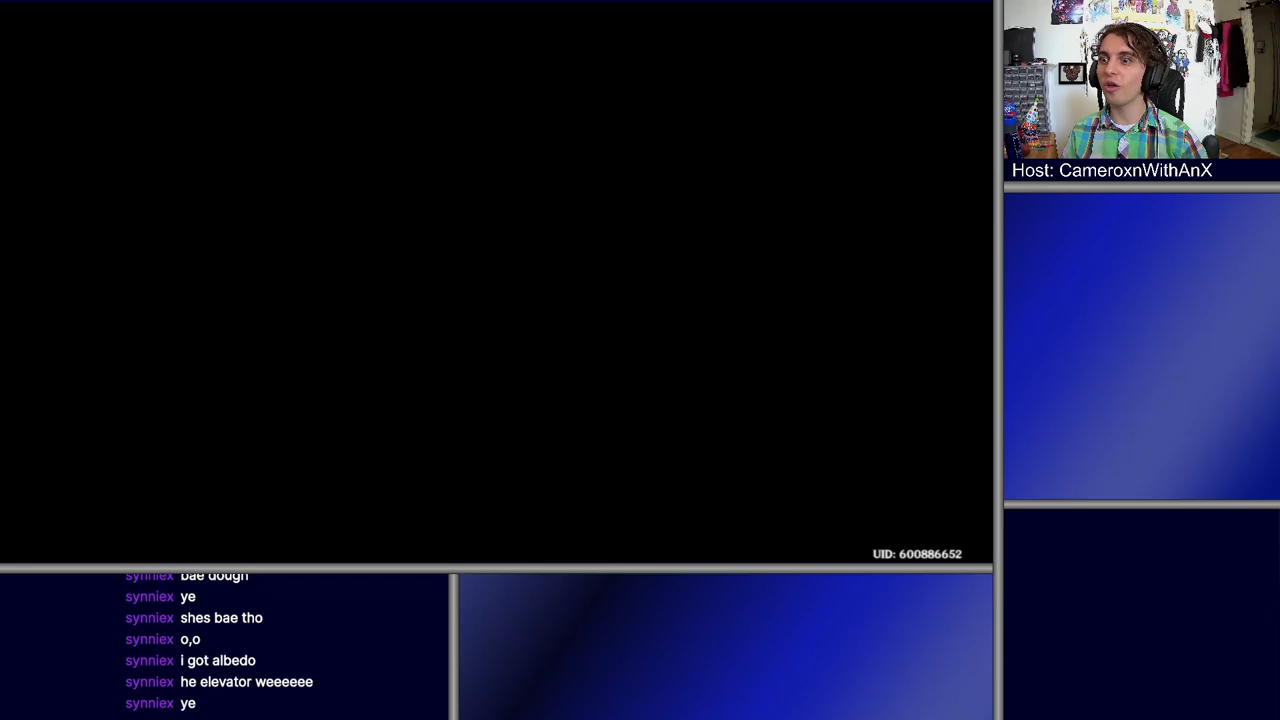 Host: CameroxnWithAnX
UID: 600886652
synniex bae dough
synniex ye
synniex shes bae tho
synniex o,o
synniex i got albedo
synniex he elevator weeeeee
synniex ye